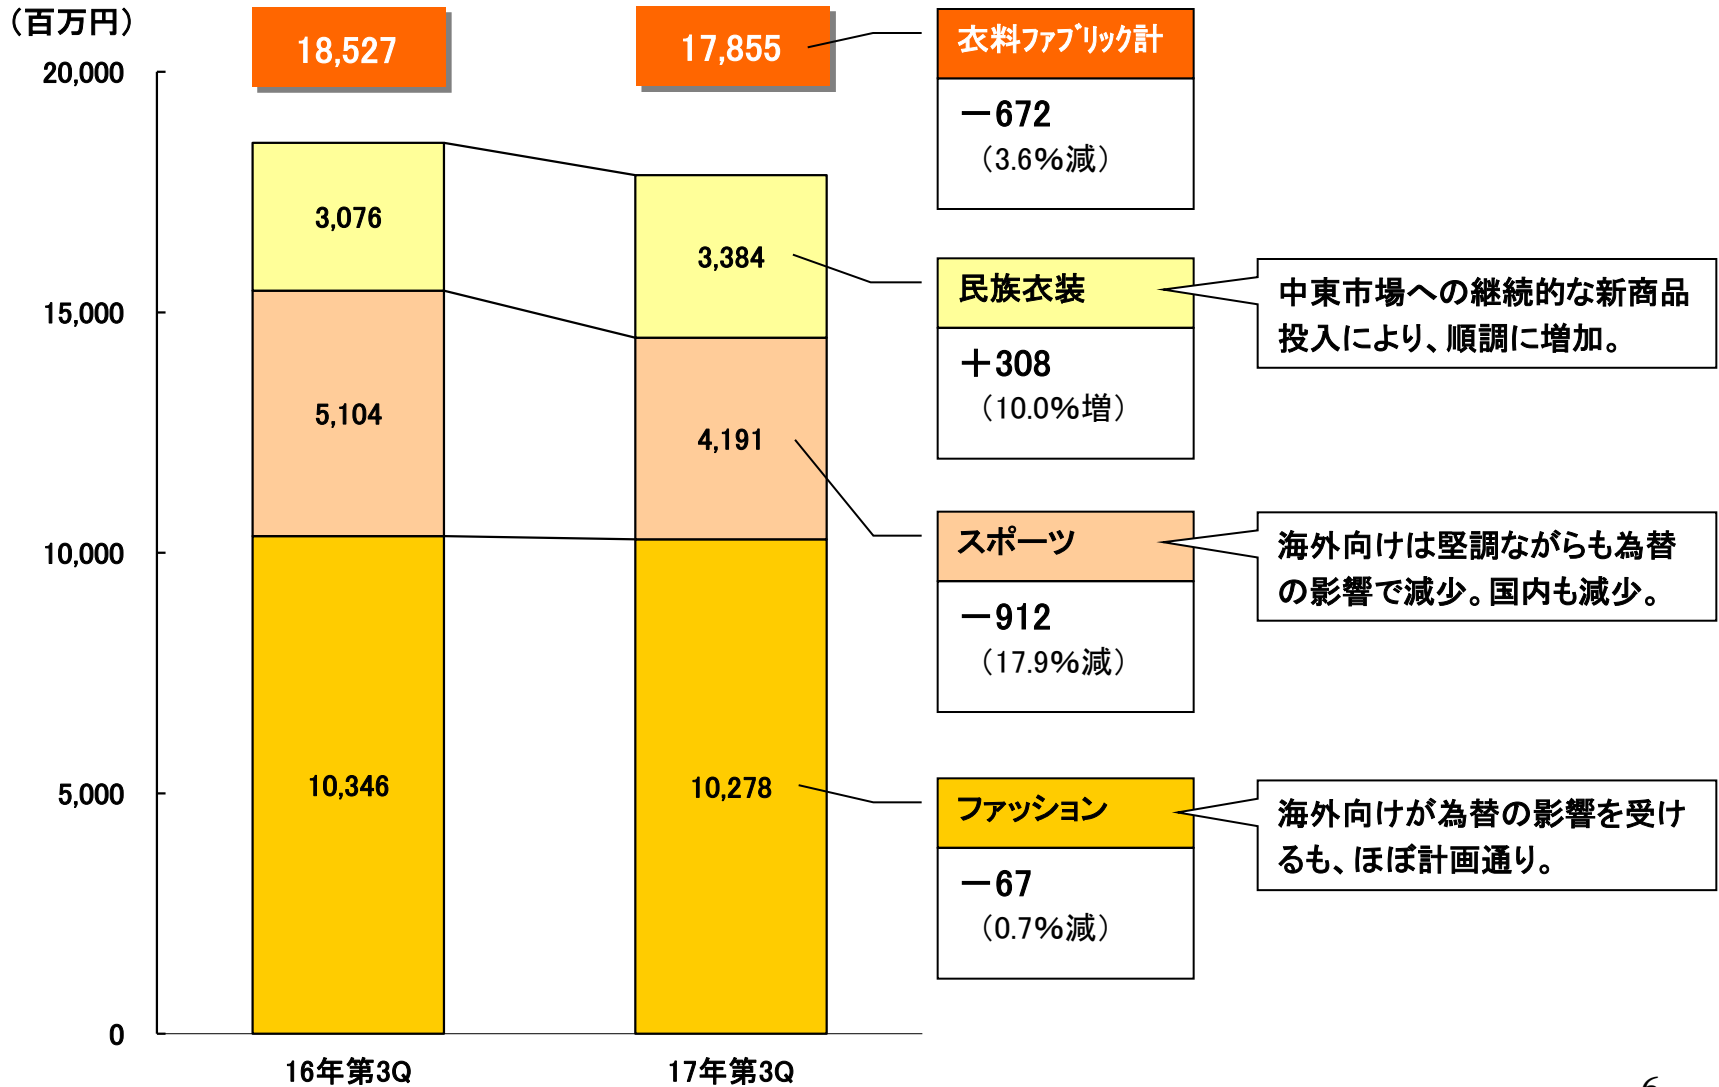 （百万円）
18,527
17,855
衣料ファブリック計
20,000
－672
（3.6％減）
3,076
3,384
民族衣装
中東市場への継続的な新商品
投入により、順調に増加。
15,000
＋308
（10.0％増）
5,104
4,191
スポーツ
海外向けは堅調ながらも為替
の影響で減少。国内も減少。
10,000
－912
（17.9％減）
10,346
10,278
ファッション
海外向けが為替の影響を受け
るも、ほぼ計画通り。
5,000
－67
（0.7％減）
0
16年第3Q
17年第3Q
6